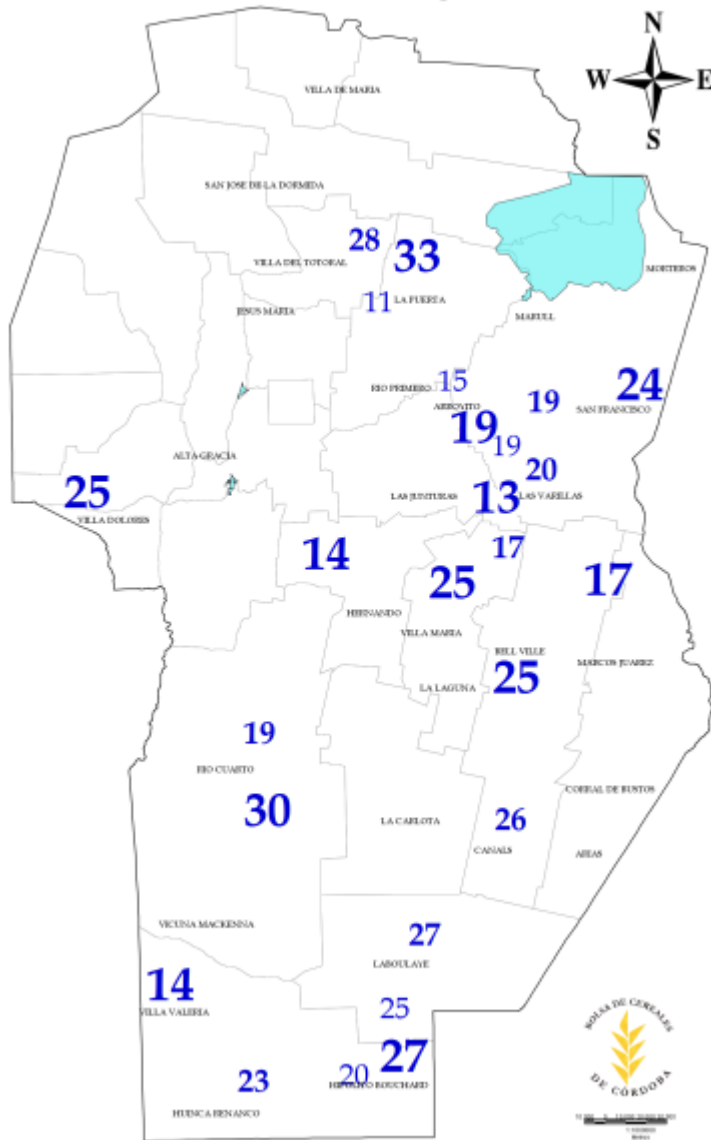 N
W E
S
VILLA DE MARIA
SAN JOSE DE LA DORMIDA
28
33
VILLA DEL TOTORAL
MORTEROS
11
LA PUERTA
JESUS MARIA
MARULL
RIO PRIMERO
15
24
ARROYITO
19
SAN FRANCISCO
19
19
ALTA GRACIA
20
25
LAS JUNTURAS
13
LAS VARILLAS
VILLA DOLORES
14
17
25
17
HERNANDO
VILLA MARIA
BELL VILLE
MARCOS JUAREZ
25
LA LAGUNA
19
RIO CUARTO
CORRAL DE BUSTOS
30
LA CARLOTA
26
CANALS
ARIAS
VICUNA MACKENNA
27
LABOULAYE
14
VILLA VALERIA
25
27
23
20
HIPOLITO BOUCHARD
HUINCA RENANCO
BOLSA DE CEREALES
DE CÓRDOBA